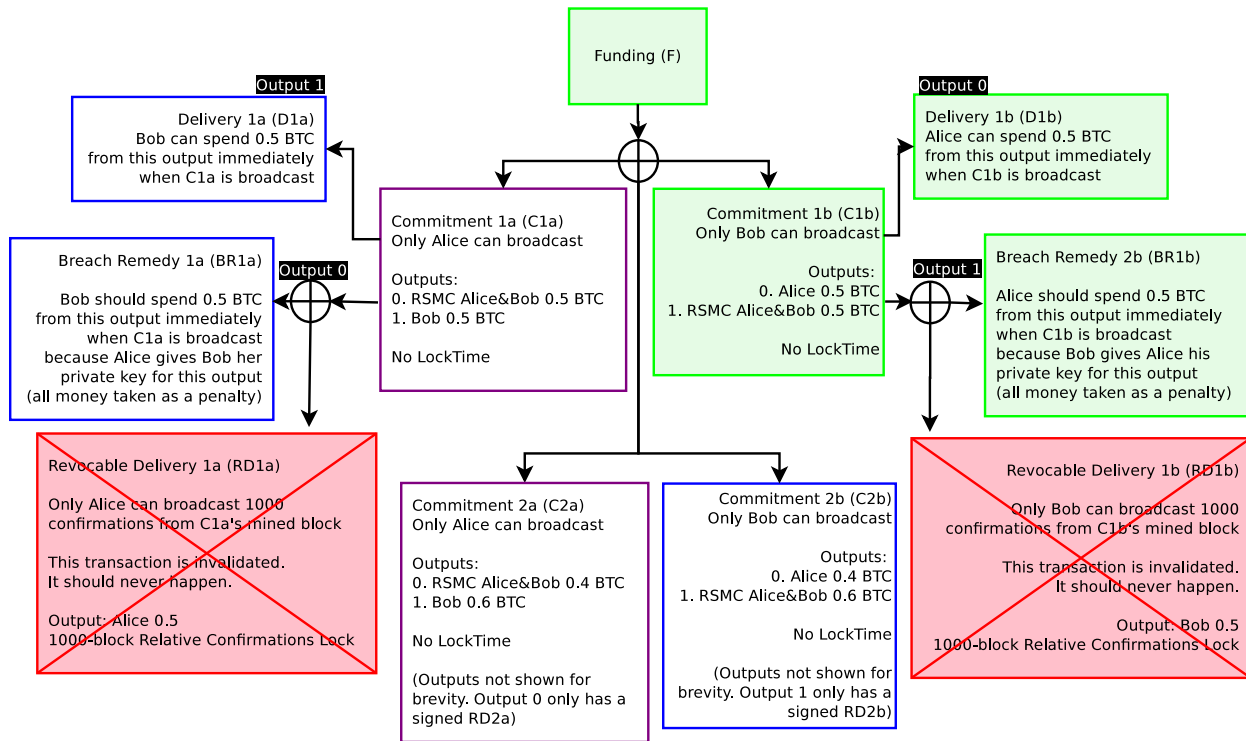 Funding (F)
Output 1
Delivery 1a (D1a)
Bob can spend 0.5 BTC
from this output immediately
when C1a is broadcast
Output 0
Delivery 1b (D1b)
Alice can spend 0.5 BTC
from this output immediately
when C1b is broadcast
Commitment 1a (C1a)
Only Alice can broadcast
Outputs:
0. RSMC Alice&Bob 0.5 BTC
1. Bob 0.5 BTC
No LockTime
Commitment 1b (C1b)
Only Bob can broadcast
Outputs:
0. Alice 0.5 BTC
1. RSMC Alice&Bob 0.5 BTC
No LockTime
Output 0
Breach Remedy 1a (BR1a)
Bob should spend 0.5 BTC
from this output immediately
when C1a is broadcast
because Alice gives Bob her
private key for this output
(all money taken as a penalty)
Output 1
Breach Remedy 2b (BR1b)
Alice should spend 0.5 BTC
from this output immediately
when C1b is broadcast
because Bob gives Alice his
private key for this output
(all money taken as a penalty)
Revocable Delivery 1a (RD1a)
Only Alice can broadcast 1000
confirmations from C1a's mined block
This transaction is invalidated.
It should never happen.
Output: Alice 0.5
1000-block Relative Confirmations Lock
Commitment 2a (C2a)
Only Alice can broadcast
Outputs:
0. RSMC Alice&Bob 0.4 BTC
1. Bob 0.6 BTC
No LockTime
(Outputs not shown for
brevity. Output 0 only has a
signed RD2a)
Commitment 2b (C2b)
Only Bob can broadcast
Outputs:
0. Alice 0.4 BTC
1. RSMC Alice&Bob 0.6 BTC
No LockTime
(Outputs not shown for
brevity. Output 1 only has a
signed RD2b)
Revocable Delivery 1b (RD1b)
Only Bob can broadcast 1000
confirmations from C1b's mined block
This transaction is invalidated.
It should never happen.
Output: Bob 0.5
1000-block Relative Confirmations Lock